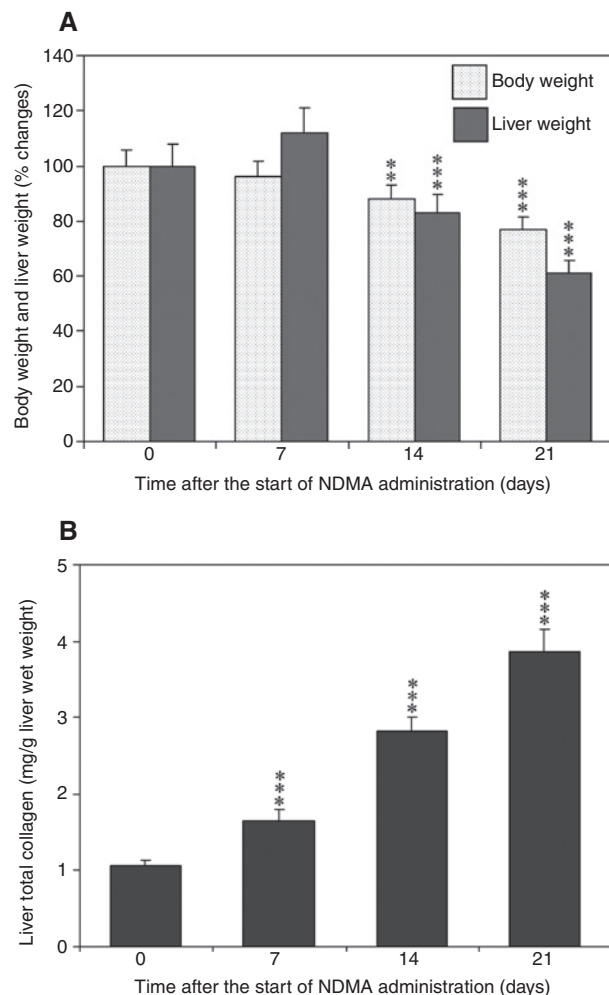 A
Body weight and liver weight (% changes)
140
120
100
80
60
40
20
0
Body weight
Liver weight
**
***
***
***
0 7 14 21
Time after the start of NDMA administration (days)
B
Liver total collagen (mg/g liver wet weight)
5
4
3
2
1
0
***
***
***
0 7 14 21
Time after the start of NDMA administration (days)